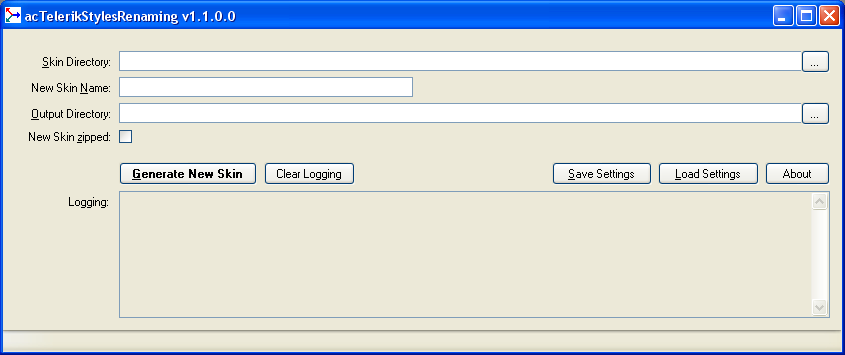 acTelerikStylesRenaming v1.1.0.0
Skin Directory: ...
New Skin Name:
Output Directory: ...
New Skin zipped:
Generate New Skin Clear Logging Save Settings Load Settings About
Logging: